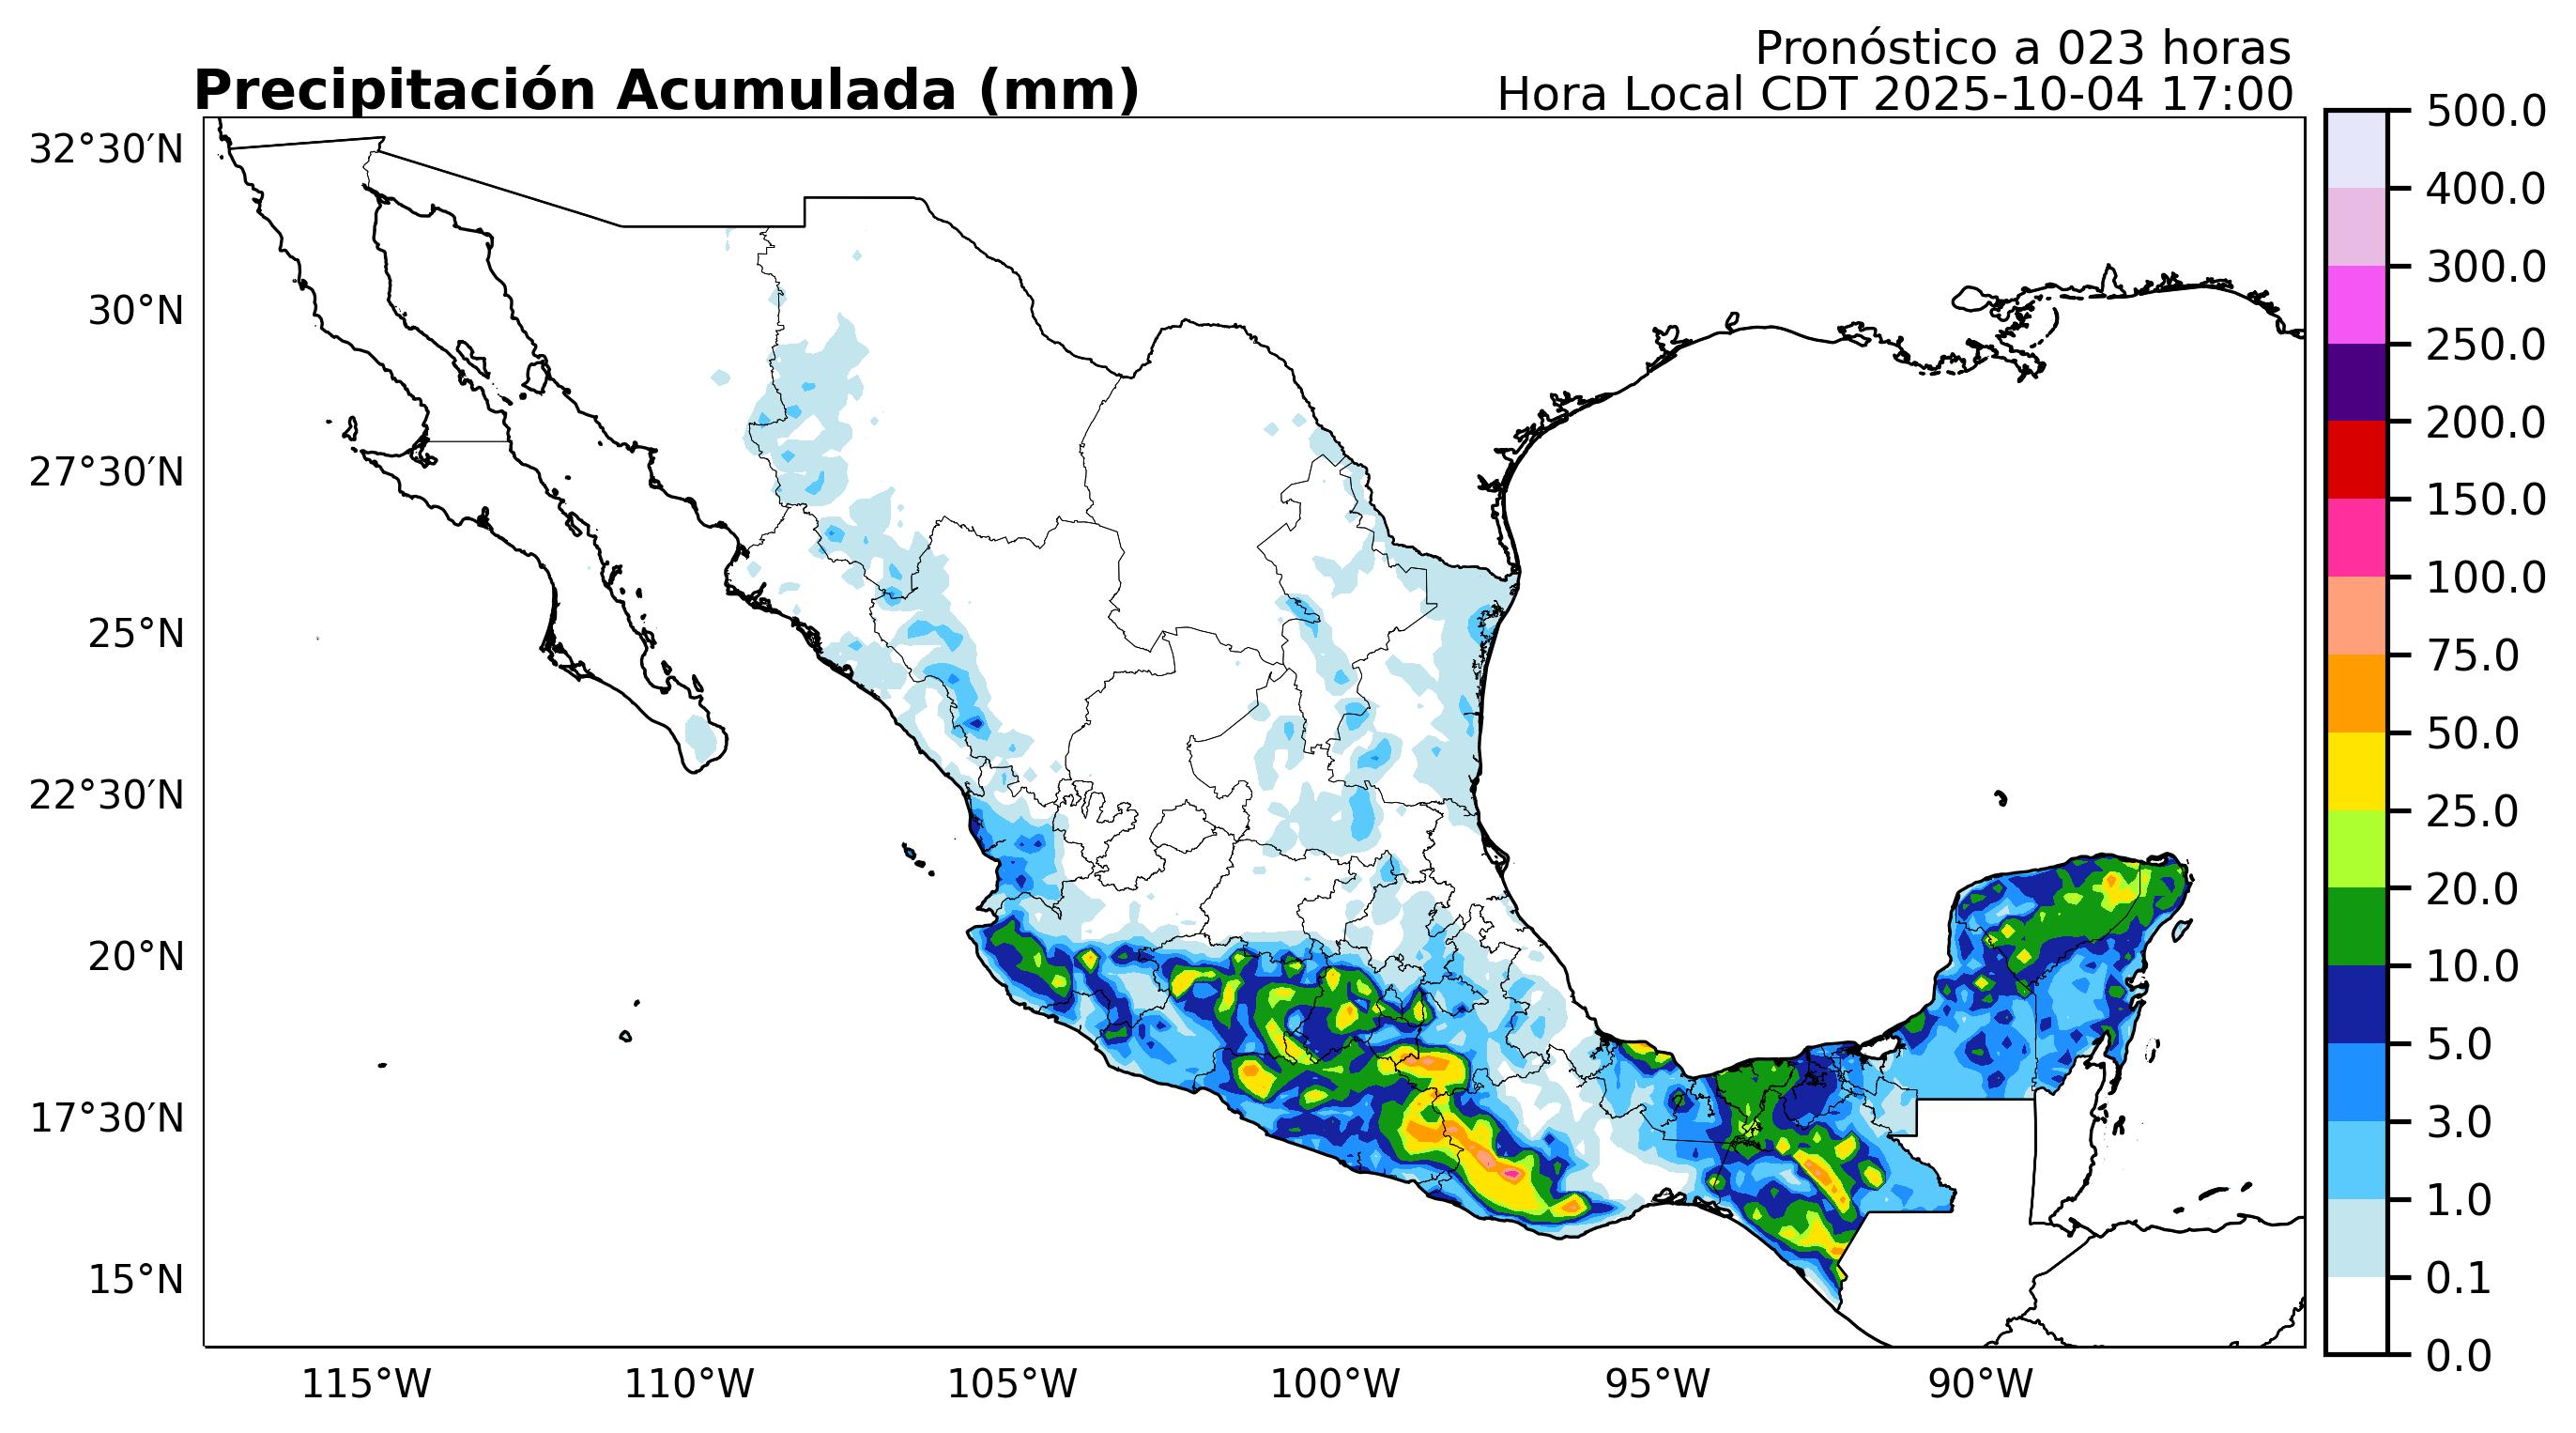 Pronóstico a 023 horas
Precipitación Acumulada (mm)
Hora Local CDT 2025-10-04 17:00
32°30′N
30°N
27°30′N
25°N
22°30′N
20°N
17°30′N
15°N
115°W
110°W
105°W
100°W
95°W
90°W
500.0
400.0
300.0
250.0
200.0
150.0
100.0
75.0
50.0
25.0
20.0
10.0
5.0
3.0
1.0
0.1
0.0